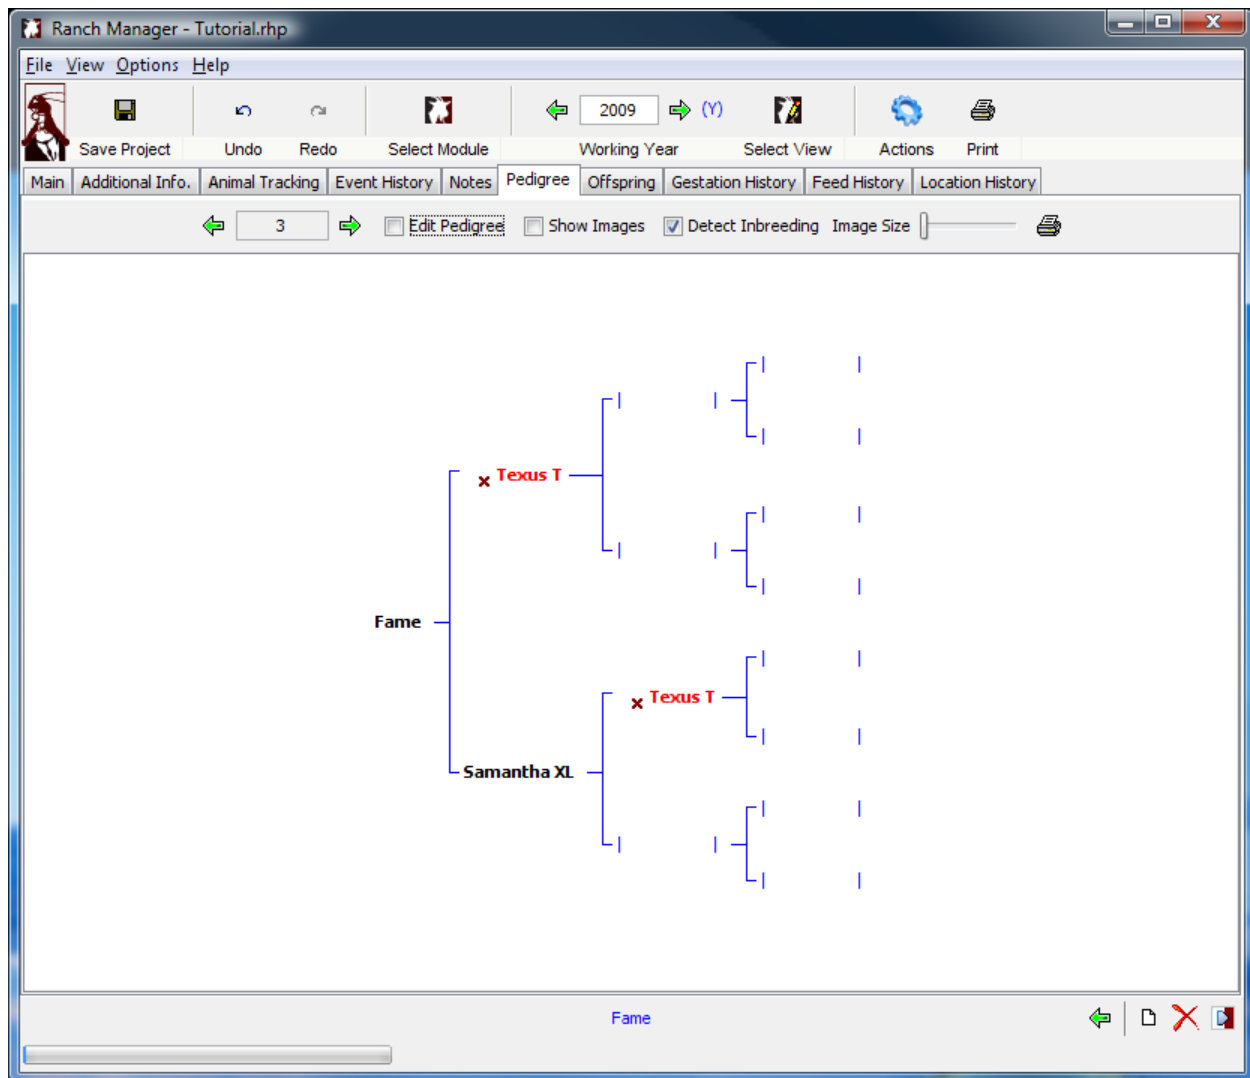 Ranch Manager - Tutorial.rhp
File View Options Help
2009 (Y)
Save Project Undo Redo Select Module Working Year Select View Actions Print
Main Additional Info. Animal Tracking Event History Notes Pedigree Offspring Gestation History Feed History Location History
3 Edit Pedigree Show Images Detect Inbreeding Image Size
Texus T
Fame
Texus T
Samantha XL
Fame